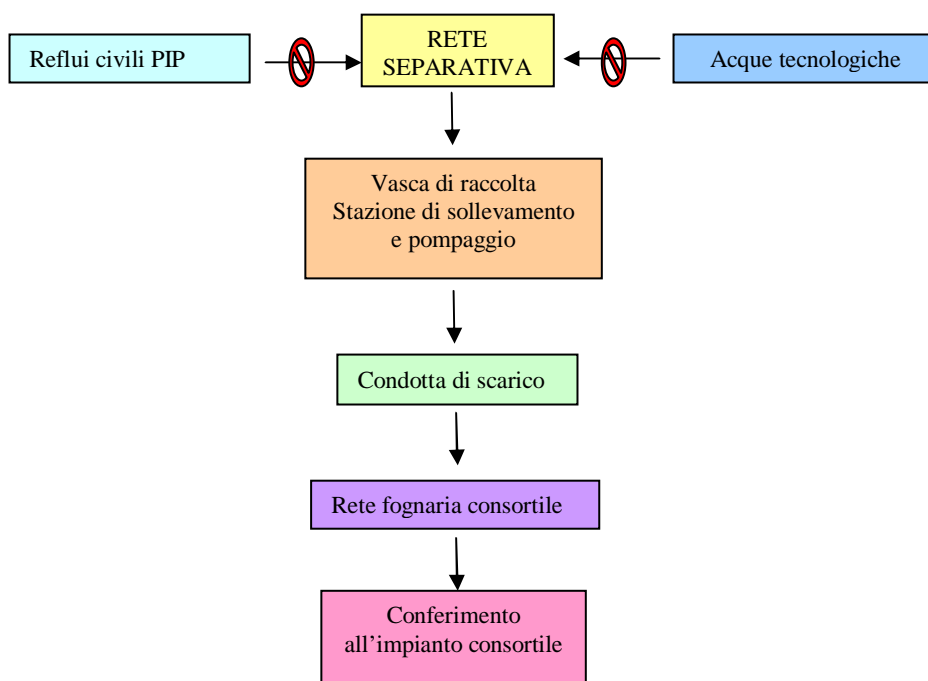 Reflui civili PIP
RETE
SEPARATIVA
Acque tecnologiche
Vasca di raccolta
Stazione di sollevamento
e pompaggio
Condotta di scarico
Rete fognaria consortile
Conferimento
all’impianto consortile